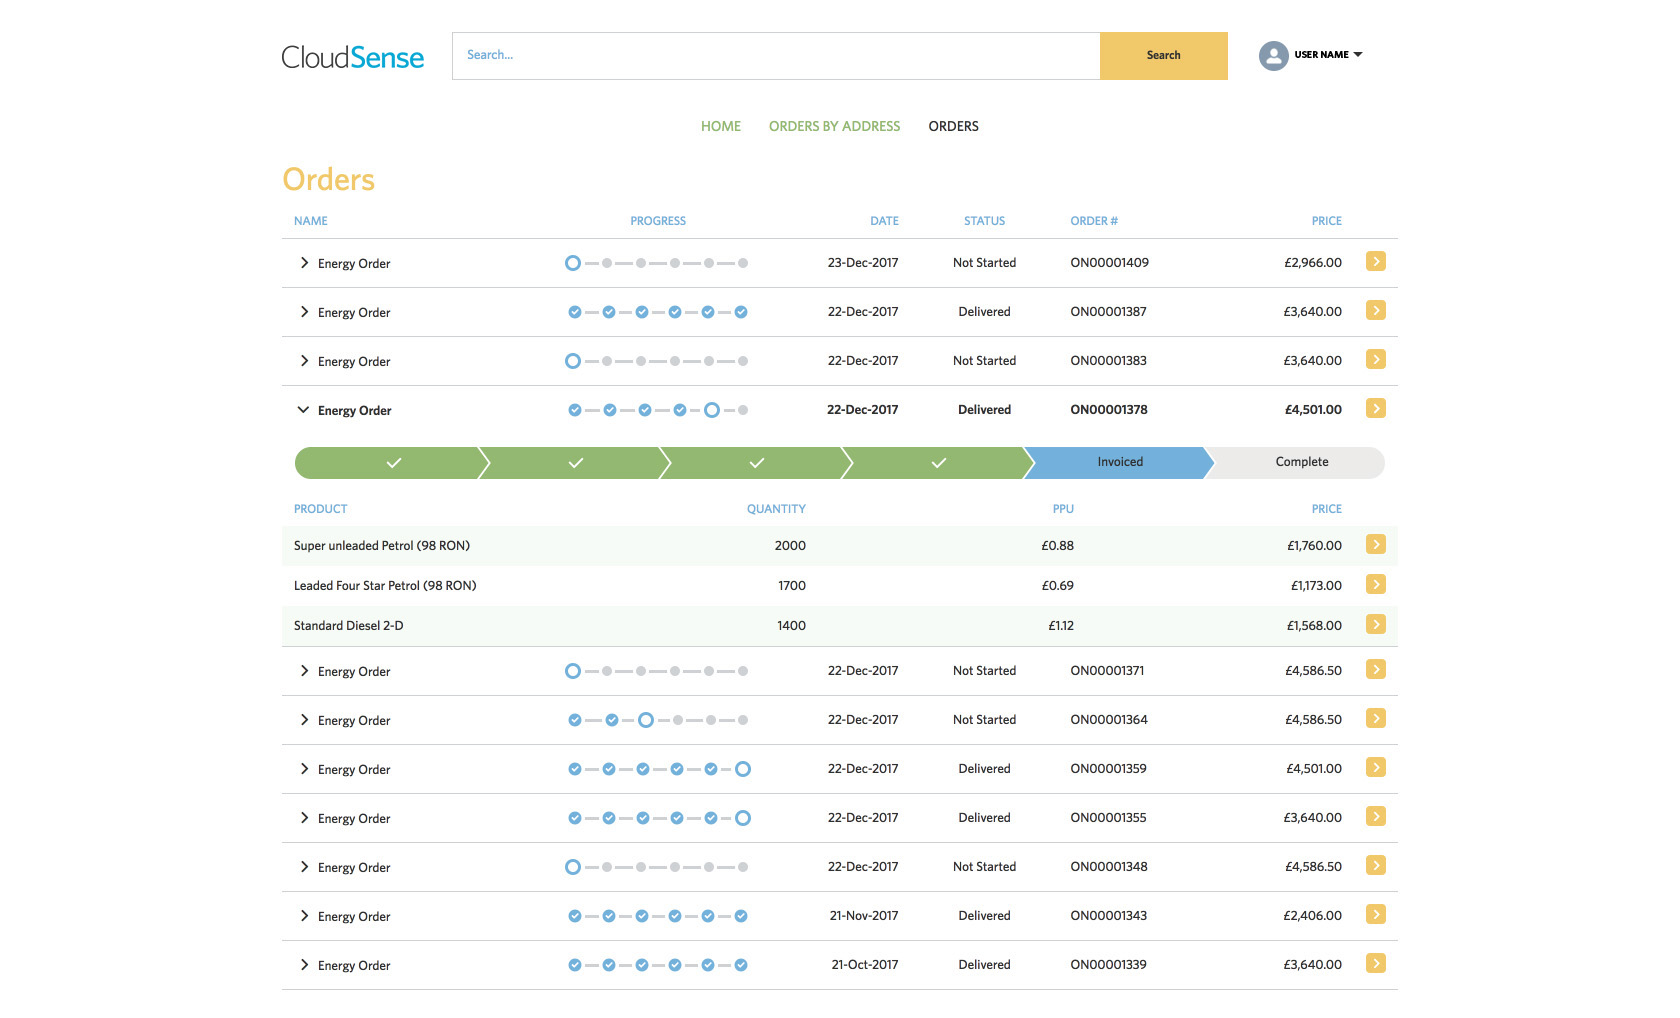 CloudSense
Search...
Search
USER NAME
HOME ORDERS BY ADDRESS ORDERS
Orders
NAME PROGRESS DATE STATUS ORDER # PRICE
Energy Order 23-Dec-2017 Not Started ON00001409 £2,966.00
Energy Order 22-Dec-2017 Delivered ON00001387 £3,640.00
Energy Order 22-Dec-2017 Not Started ON00001383 £3,640.00
Energy Order 22-Dec-2017 Delivered ON00001378 £4,501.00
Invoiced Complete
PRODUCT QUANTITY PPU PRICE
Super unleaded Petrol (98 RON) 2000 £0.88 £1,760.00
Leaded Four Star Petrol (98 RON) 1700 £0.69 £1,173.00
Standard Diesel 2-D 1400 £1.12 £1,568.00
Energy Order 22-Dec-2017 Not Started ON00001371 £4,586.50
Energy Order 22-Dec-2017 Not Started ON00001364 £4,586.50
Energy Order 22-Dec-2017 Delivered ON00001359 £4,501.00
Energy Order 22-Dec-2017 Delivered ON00001355 £3,640.00
Energy Order 22-Dec-2017 Not Started ON00001348 £4,586.50
Energy Order 21-Nov-2017 Delivered ON00001343 £2,406.00
Energy Order 21-Oct-2017 Delivered ON00001339 £3,640.00